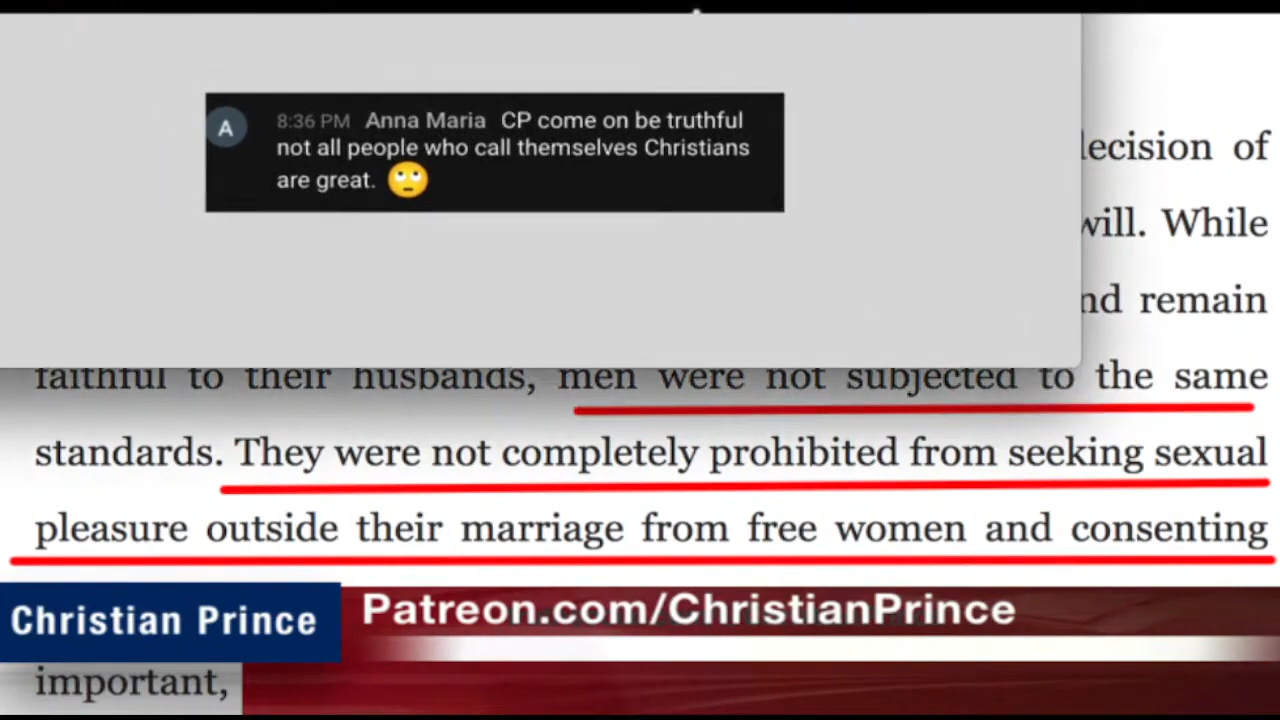 A
8:36 PM Anna Maria CP come on be truthful
not all people who call themselves Christians
are great. 🙄
decision of
will. While
and remain
faithful to their husbands, men were not subjected to the same
standards. They were not completely prohibited from seeking sexual
pleasure outside their marriage from free women and consenting
Christian Prince
Patreon.com/ChristianPrince
important,